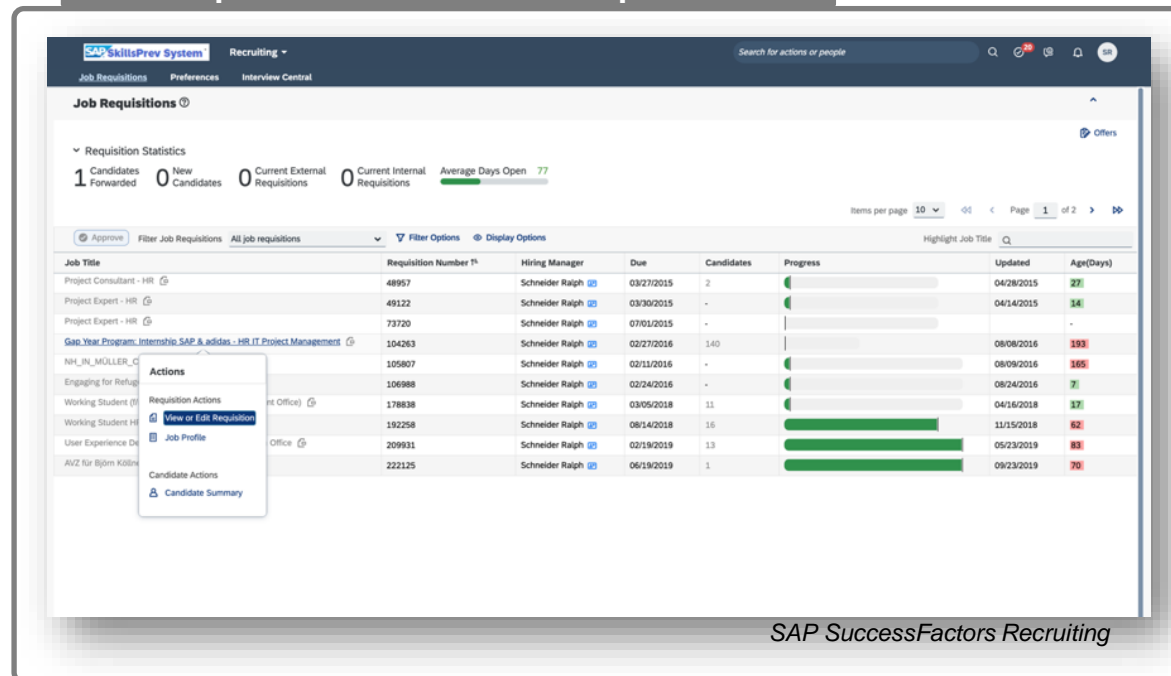 SAP SkillsPrev System Recruiting
Search for actions or people
20
SR
Job Requisitions Preferences Interview Central
Job Requisitions
Offers
Requisition Statistics
1 Candidates Forwarded 0 New Candidates 0 Current External Requisitions 0 Current Internal Requisitions Average Days Open 77
Items per page 10 Page 1 of 2
Approve Filter Job Requisitions All job requisitions Filter Options Display Options Highlight Job Title
Job Title Requisition Number Hiring Manager Due Candidates Progress Updated Age(Days)
Project Consultant - HR 48957 Schneider Ralph 03/27/2015 2 04/28/2015 27
Project Expert - HR 49122 Schneider Ralph 03/30/2015 - 04/14/2015 14
Project Expert - HR 73720 Schneider Ralph 07/01/2015 - -
Gap Year Program: Internship SAP & adidas - HR IT Project Management 104263 Schneider Ralph 02/27/2016 140 08/08/2016 193
NH_IN_MÜLLER_C 105807 Schneider Ralph 02/11/2016 - 08/09/2016 165
Engaging for Refug 106988 Schneider Ralph 02/24/2016 - 08/24/2016 7
Working Student nt Office) 178838 Schneider Ralph 03/05/2018 11 04/16/2018 17
Working Student 192258 Schneider Ralph 08/14/2018 16 11/15/2018 62
User Experience De Office 209931 Schneider Ralph 02/19/2019 13 05/23/2019 83
AVZ für Björn 222125 Schneider Ralph 06/19/2019 1 09/23/2019 70
Actions
Requisition Actions
View or Edit Requisition
Job Profile
Candidate Actions
Candidate Summary
SAP SuccessFactors Recruiting